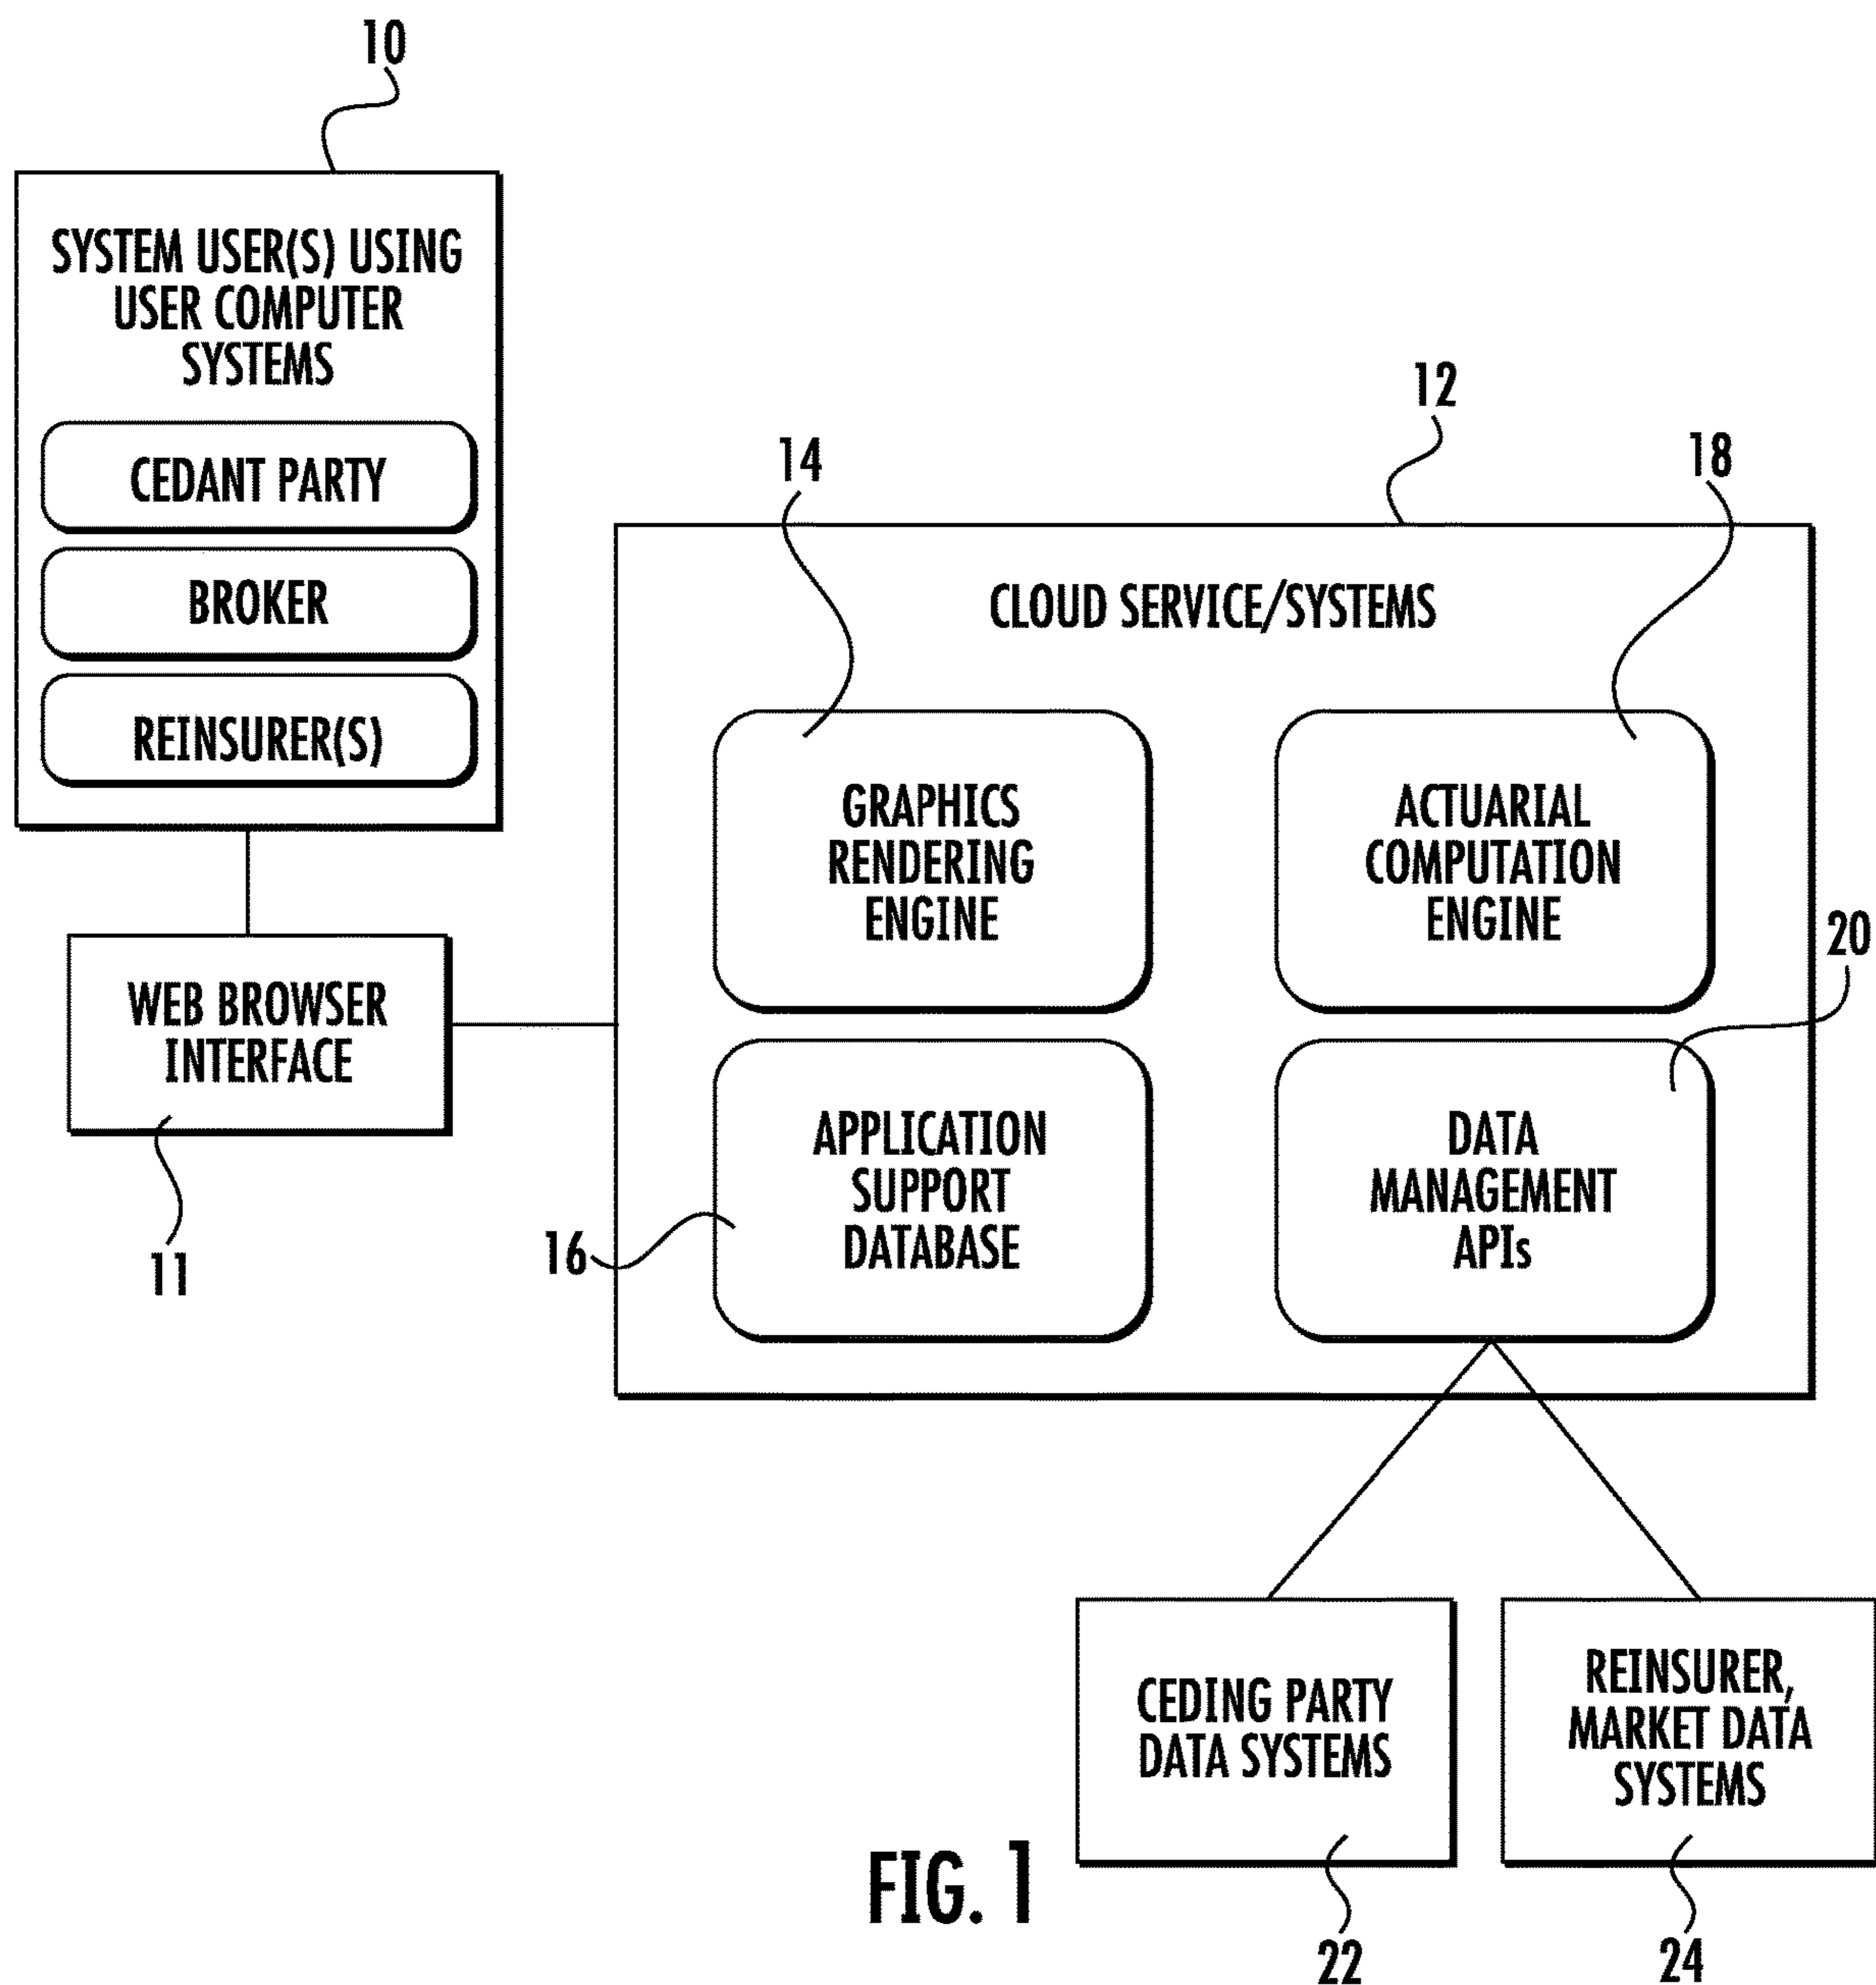 10
SYSTEM USER(S) USING
USER COMPUTER
SYSTEMS
CEDANT PARTY
BROKER
REINSURER(S)
WEB BROWSER
INTERFACE
11
12
CLOUD SERVICE/SYSTEMS
14
GRAPHICS
RENDERING
ENGINE
18
ACTUARIAL
COMPUTATION
ENGINE
16
APPLICATION
SUPPORT
DATABASE
20
DATA
MANAGEMENT
APIs
CEDING PARTY
DATA SYSTEMS
22
REINSURER,
MARKET DATA
SYSTEMS
24
FIG. 1